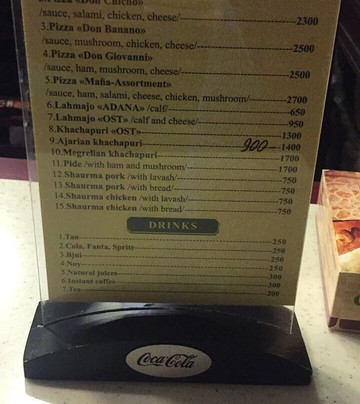 2.Pizza «Don Chicho»
/sauce, salami, chicken, cheese/ 2300
3.Pizza «Don Banano»
/sauce, mushroom, chicken, cheese/ 2500
4.Pizza «Don Giovanni»
/sauce, ham, mushroom, cheese/ 2500
5.Pizza «Mafia-Assortment»
/sauce, ham, salami, cheese, chicken, mushroom/ 2700
6.Lahmajo «ADANA» /calf/ 650
7.Lahmajo «OST» /calf and cheese/ 950
8.Khachapuri «OST» 1300
9.Ajarian khachapuri 900 1400
10.Megrelian khachapuri 1700
11.Pide /with ham and mushroom/ 1700
12.Shaurma pork /with lavash/ 750
13.Shaurma pork /with bread/ 750
14.Shaurma chicken /with lavash/ 750
15.Shaurma chicken /with bread/ 750
DRINKS
1.Tan 250
2.Cola, Fanta, Sprite 250
3.Bjni 250
4.Noy 250
5.Natural juices 300
6.Instant coffee 300
7.Tea 200
Coca-Cola